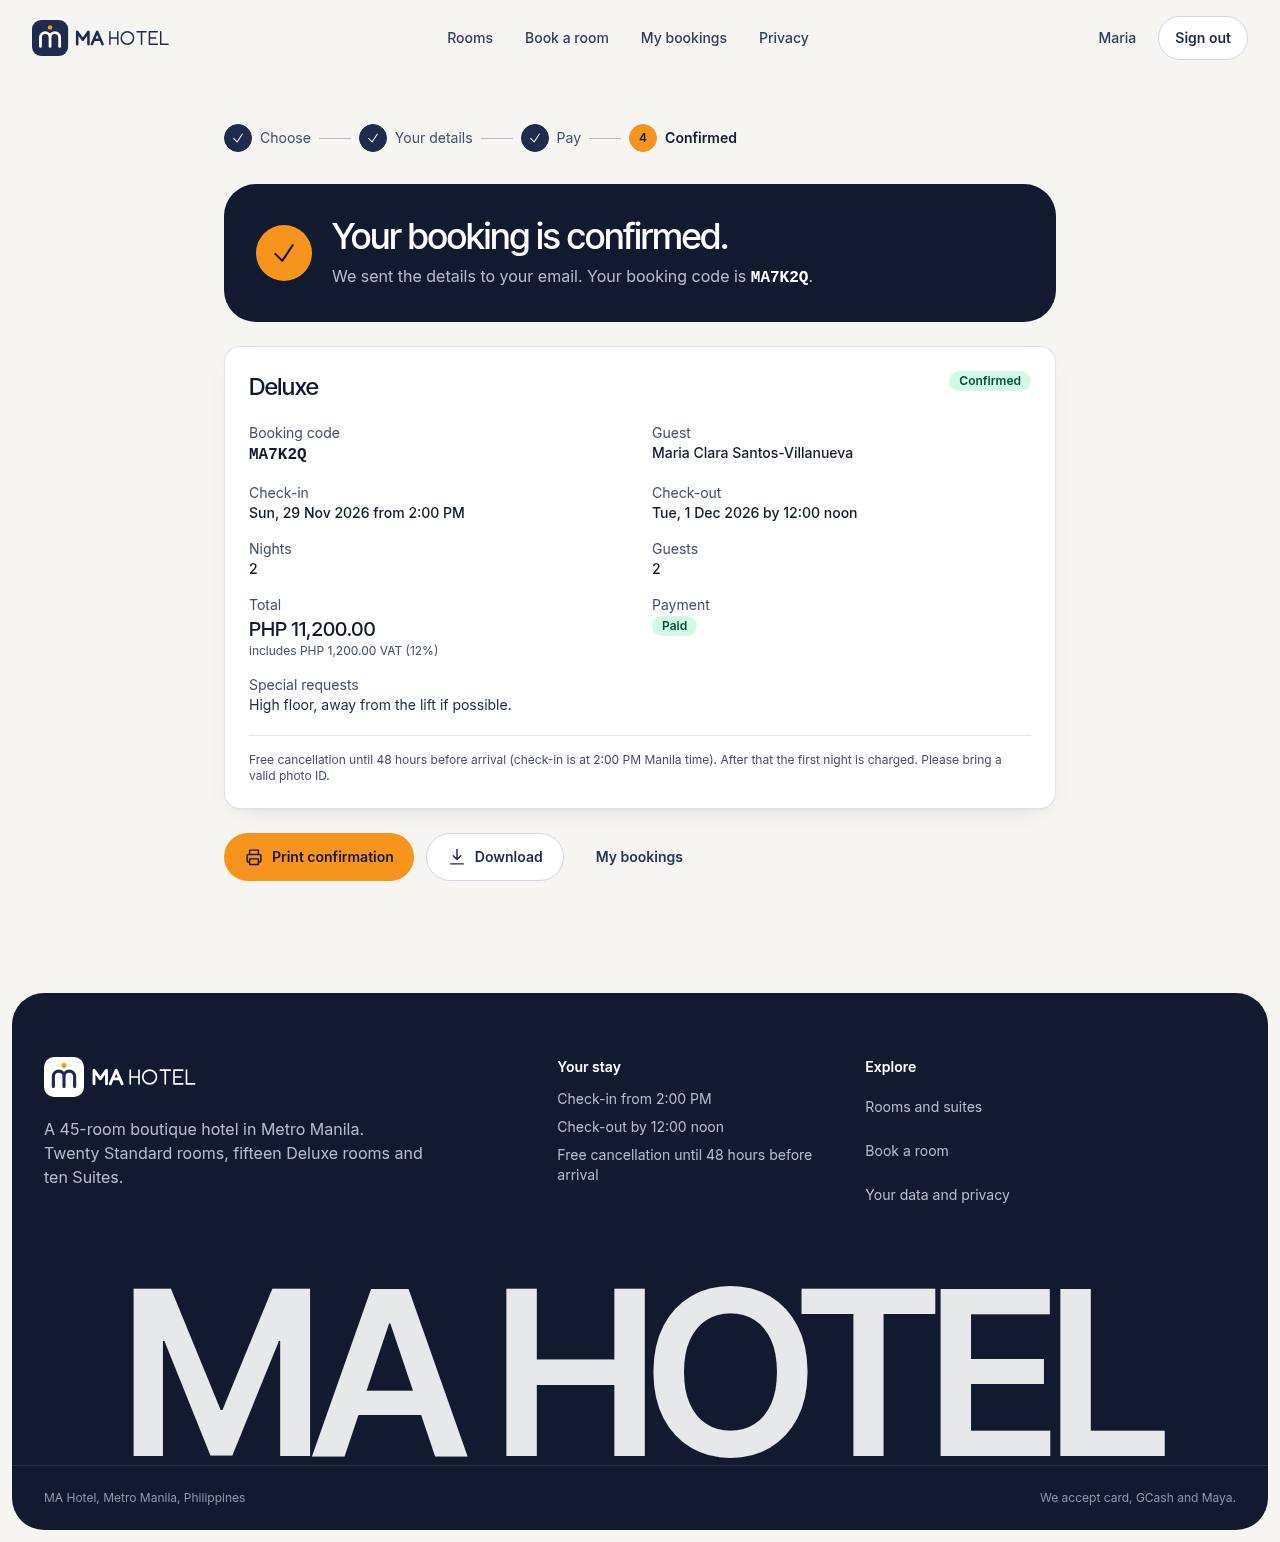 MA HOTEL
Rooms
Book a room
My bookings
Privacy
Maria
Sign out
Choose
Your details
Pay
4
Confirmed
Your booking is confirmed.
We sent the details to your email. Your booking code is MA7K2Q.
Deluxe
Confirmed
Booking code
MA7K2Q
Guest
Maria Clara Santos-Villanueva
Check-in
Sun, 29 Nov 2026 from 2:00 PM
Check-out
Tue, 1 Dec 2026 by 12:00 noon
Nights
2
Guests
2
Total
PHP 11,200.00
includes PHP 1,200.00 VAT (12%)
Payment
Paid
Special requests
High floor, away from the lift if possible.
Free cancellation until 48 hours before arrival (check-in is at 2:00 PM Manila time). After that the first night is charged. Please bring a
valid photo ID.
Print confirmation
Download
My bookings
MA HOTEL
A 45-room boutique hotel in Metro Manila.
Twenty Standard rooms, fifteen Deluxe rooms and
ten Suites.
Your stay
Check-in from 2:00 PM
Check-out by 12:00 noon
Free cancellation until 48 hours before
arrival
Explore
Rooms and suites
Book a room
Your data and privacy
MA HOTEL
MA Hotel, Metro Manila, Philippines
We accept card, GCash and Maya.